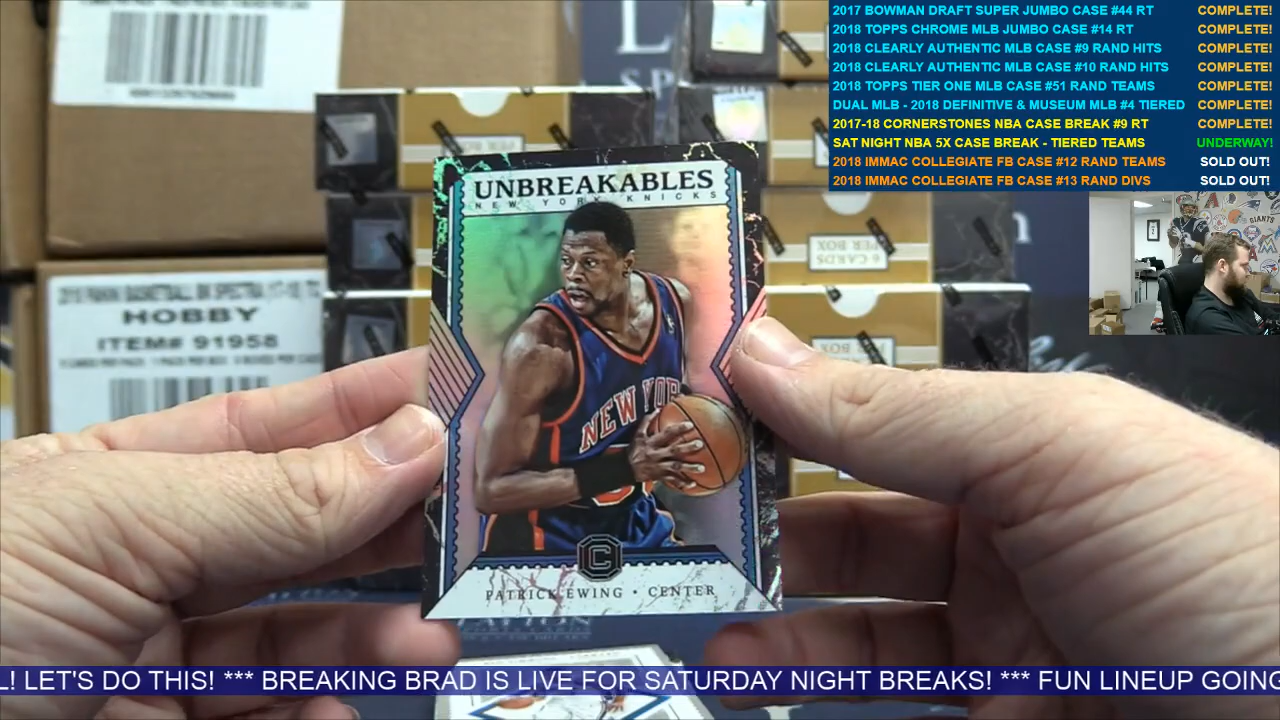 2017 BOWMAN DRAFT SUPER JUMBO CASE #44 RT COMPLETE!
2018 TOPPS CHROME MLB JUMBO CASE #14 RT COMPLETE!
2018 CLEARLY AUTHENTIC MLB CASE #9 RAND HITS COMPLETE!
2018 CLEARLY AUTHENTIC MLB CASE #10 RAND HITS COMPLETE!
2018 TOPPS TIER ONE MLB CASE #51 RAND TEAMS COMPLETE!
DUAL MLB - 2018 DEFINITIVE & MUSEUM MLB #4 TIERED COMPLETE!
2017-18 CORNERSTONES NBA CASE BREAK #9 RT COMPLETE!
SAT NIGHT NBA 5X CASE BREAK - TIERED TEAMS UNDERWAY!
2018 IMMAC COLLEGIATE FB CASE #12 RAND TEAMS SOLD OUT!
2018 IMMAC COLLEGIATE FB CASE #13 RAND DIVS SOLD OUT!
UNBREAKABLES
NEW YORK KNICKS
GIANTS
6-CARDS
PER BOX
HOBBY
ITEM# 91958
NEW YOR
C
PATRICK EWING • CENTER
L! LET'S DO THIS! *** BREAKING BRAD IS LIVE FOR SATURDAY NIGHT BREAKS! *** FUN LINEUP GOING